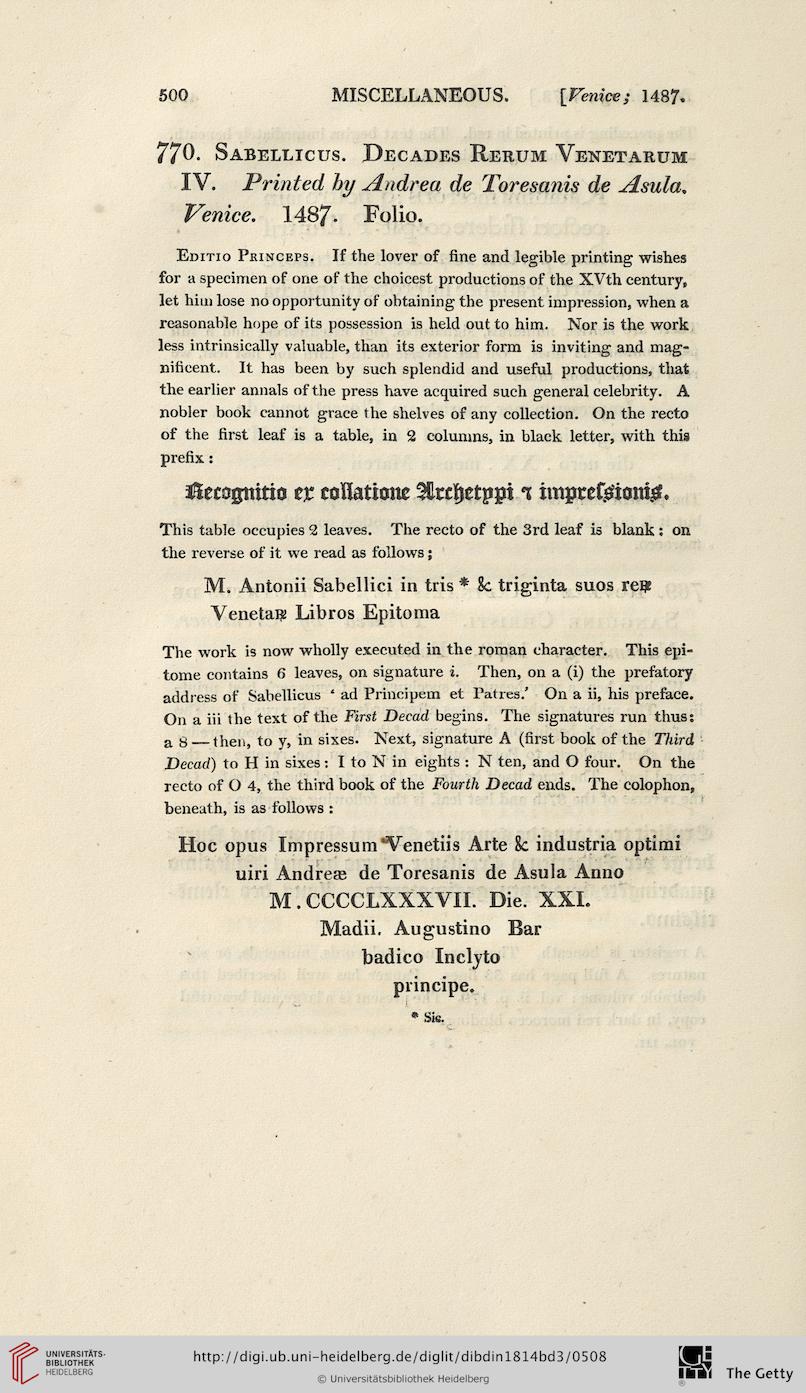 500 MISCELLANEOUS. [Venice; 1487.
770. SABELLICUS. DECADES RERUM VENETARUM
IV. Printed by Andrea de Toresanis de Asula.
Venice. 1487. Folio.
EDITIO PRINCEPS. If the lover of fine and legible printing wishes
for a specimen of one of the choicest productions of the XVth century,
let him lose no opportunity of obtaining the present impression, when a
reasonable hope of its possession is held out to him. Nor is the work
less intrinsically valuable, than its exterior form is inviting and mag-
nificent. It has been by such splendid and useful productions, that
the earlier annals of the press have acquired such general celebrity. A
nobler book cannot grace the shelves of any collection. On the recto
of the first leaf is a table, in 2 columns, in black letter, with this
prefix :
Recognitio ex collatione Archetypi ⁊ impreſsionis.
This table occupies 2 leaves. The recto of the 3rd leaf is blank : on
the reverse of it we read as follows ;
M. Antonii Sabellici in tris * & triginta suos reꝝ
Venetaꝝ Libros Epitoma
The work is now wholly executed in the roman character. This epi-
tome contains 6 leaves, on signature i. Then, on a (i) the prefatory
address of Sabellicus ‘ ad Principem et Patres.’ On a ii, his preface.
On a iii the text of the First Decad begins. The signatures run thus:
a 8 — then, to y, in sixes. Next, signature A (first book of the Third
Decad) to H in sixes : I to N in eights : N ten, and O four. On the
recto of O 4, the third book of the Fourth Decad ends. The colophon,
beneath, is as follows :
Hoc opus Impressum Venetiis Arte & industria optimi
uiri Andreæ de Toresanis de Asula Anno
M.CCCCLXXXVII. Die. XXI.
Madii. Augustino Bar
badico Inclyto
principe.
* Sic.
UNIVERSITÄTS-
BIBLIOTHEK
HEIDELBERG
http://digi.ub.uni-heidelberg.de/diglit/dibdin1814bd3/0508
© Universitätsbibliothek Heidelberg
GETTY
The Getty